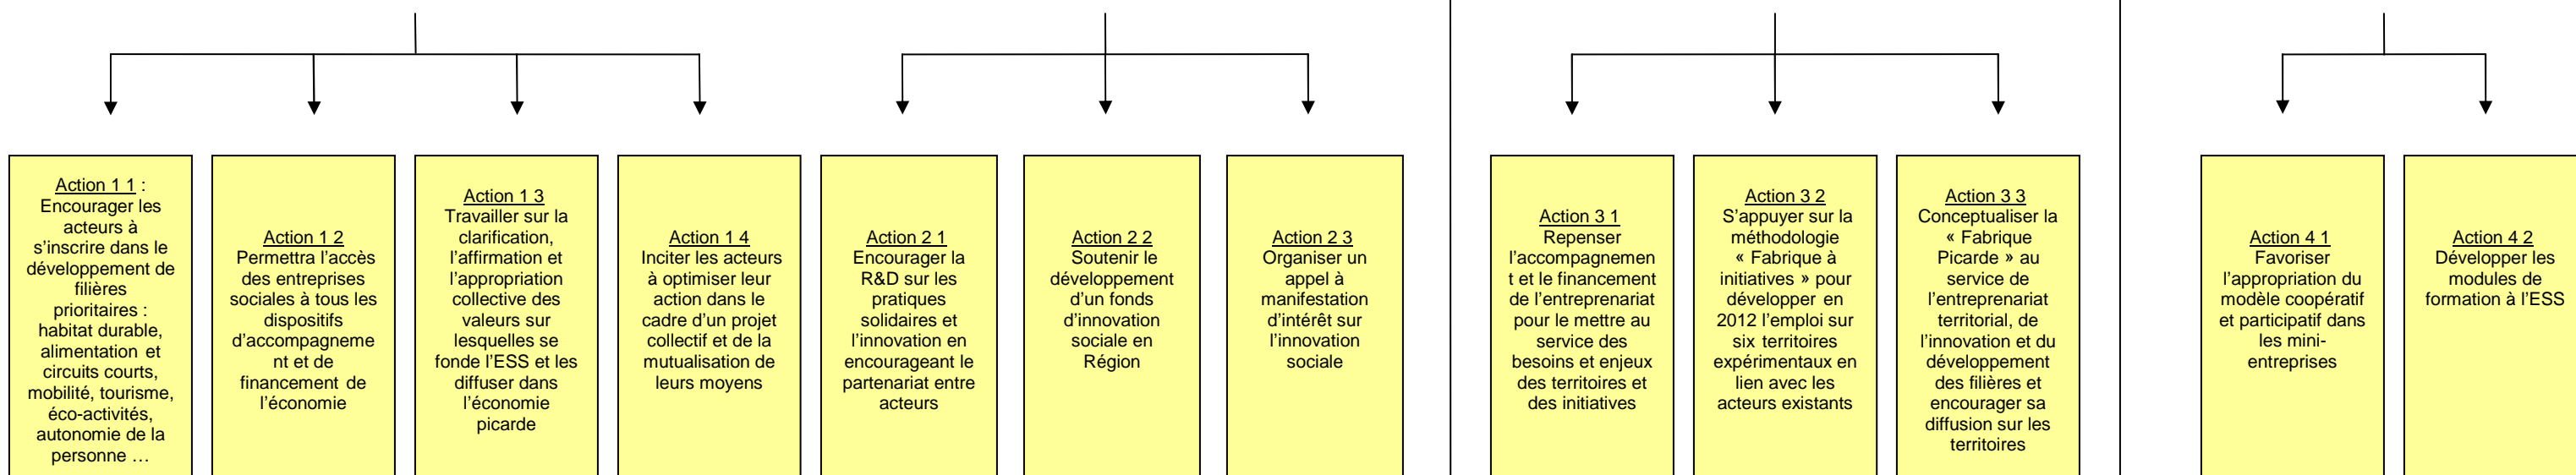 Action 1 1 :
Encourager les
acteurs à
s’inscrire dans le
développement de
filières
prioritaires :
habitat durable,
alimentation et
circuits courts,
mobilité, tourisme,
éco-activités,
autonomie de la
personne …
Action 1 2
Permettra l’accès
des entreprises
sociales à tous les
dispositifs
d’accompagneme
nt et de
financement de
l’économie
Action 1 3
Travailler sur la
clarification,
l’affirmation et
l’appropriation
collective des
valeurs sur
lesquelles se
fonde l’ESS et les
diffuser dans
l’économie
picarde
Action 1 4
Inciter les acteurs
à optimiser leur
action dans le
cadre d’un projet
collectif et de la
mutualisation de
leurs moyens
Action 2 1
Encourager la
R&D sur les
pratiques
solidaires et
l’innovation en
encourageant le
partenariat entre
acteurs
Action 2 2
Soutenir le
développement
d’un fonds
d’innovation
sociale en
Région
Action 2 3
Organiser un
appel à
manifestation
d’intérêt sur
l’innovation
sociale
Action 3 1
Repenser
l’accompagnemen
t et le financement
de l’entreprenariat
pour le mettre au
service des
besoins et enjeux
des territoires et
des initiatives
Action 3 2
S’appuyer sur la
méthodologie
« Fabrique à
initiatives » pour
développer en
2012 l’emploi sur
six territoires
expérimentaux en
lien avec les
acteurs existants
Action 3 3
Conceptualiser la
« Fabrique
Picarde » au
service de
l’entreprenariat
territorial, de
l’innovation et du
développement
des filières et
encourager sa
diffusion sur les
territoires
Action 4 1
Favoriser
l’appropriation du
modèle coopératif
et participatif dans
les mini-
entreprises
Action 4 2
Développer les
modules de
formation à l’ESS